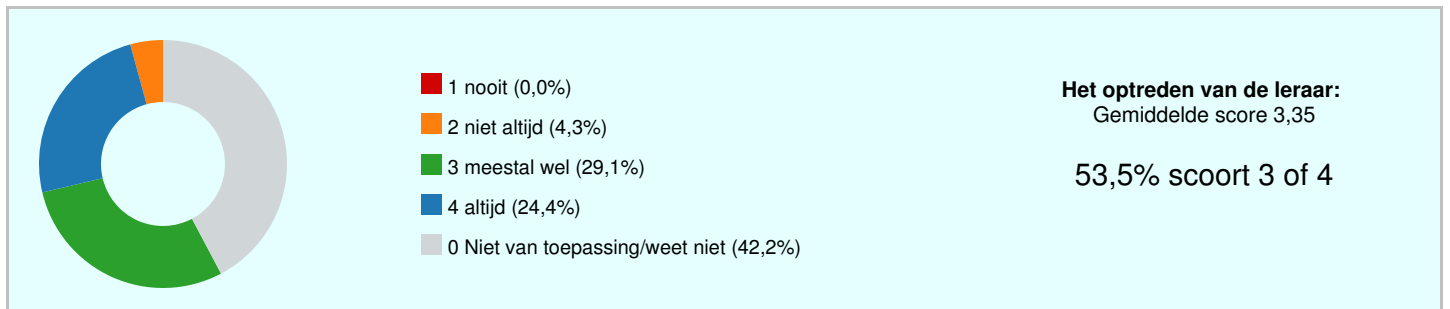 1 nooit (0,0%)
2 niet altijd (4,3%)
3 meestal wel (29,1%)
4 altijd (24,4%)
0 Niet van toepassing/weet niet (42,2%)
Het optreden van de leraar:
Gemiddelde score 3,35
53,5% scoort 3 of 4